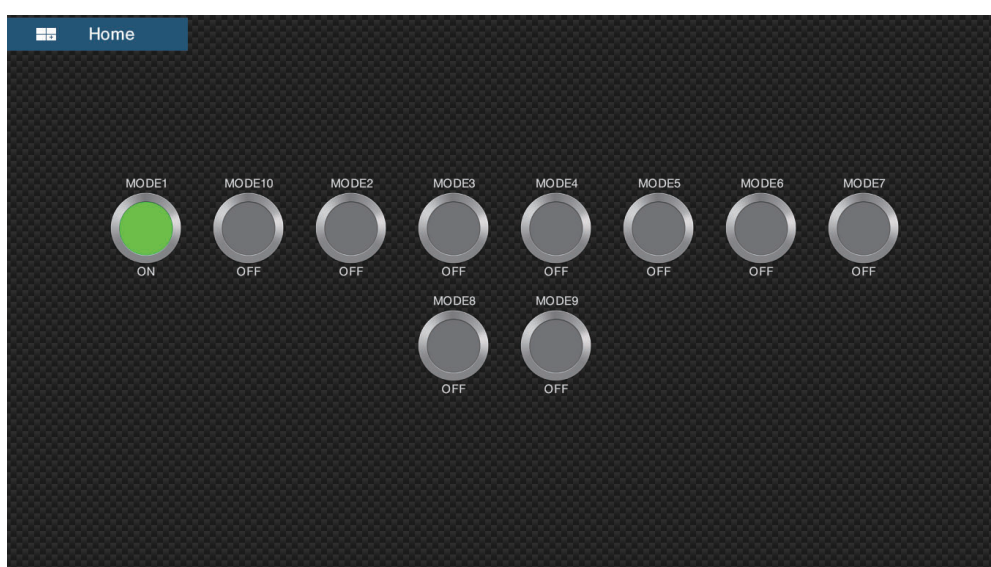 Home
MODE1 MODE10 MODE2 MODE3 MODE4 MODE5 MODE6 MODE7
ON OFF OFF OFF OFF OFF OFF OFF
MODE8 MODE9
OFF OFF